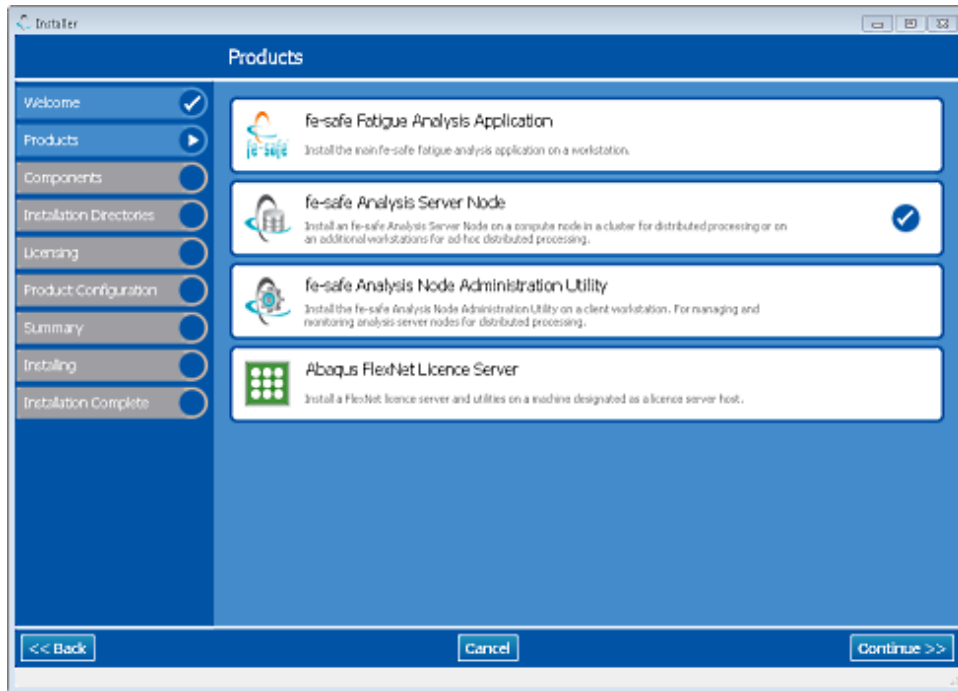 Installer
Products
Welcome
Products
Components
Installation Directories
Licensing
Product Configuration
Summary
Installing
Installation Complete
fe-safe
fe-safe Fatigue Analysis Application
Install the main fe-safe fatigue analysis application on a workstation.
fe-safe Analysis Server Node
Install an fe-safe Analysis Server Node on a compute node in a cluster for distributed processing or on
an additional workstations for ad-hoc distributed processing.
fe-safe Analysis Node Administration Utility
Install the fe-safe Analysis Node Administration Utility on a client workstation. For managing and
monitoring analysis server nodes for distributed processing.
Abaqus FlexNet Licence Server
Install a FlexNet licence server and utilities on a machine designated as a licence server host.
<< Back
Cancel
Continue >>